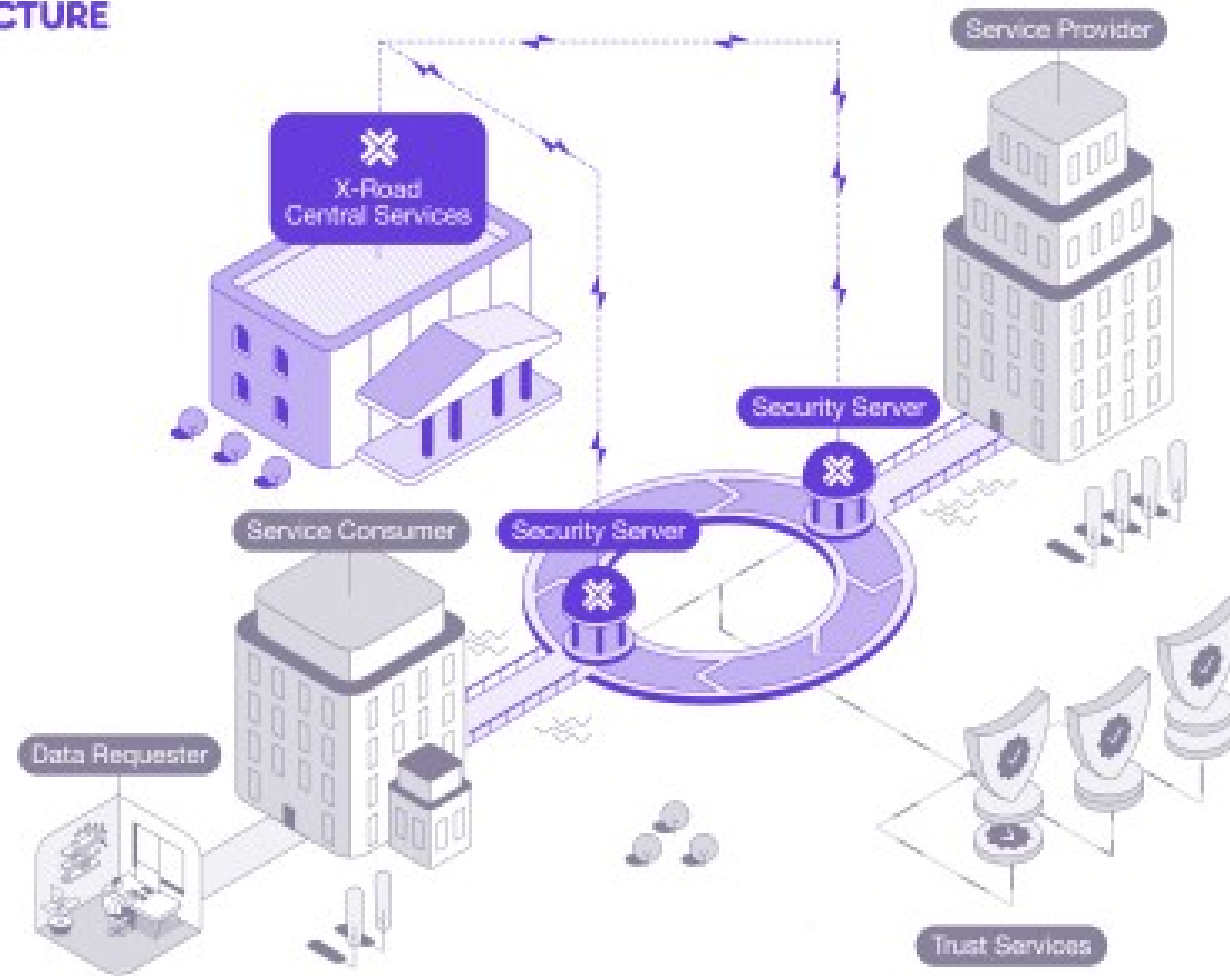 CTURE
Service Provider
X-Road
Central Services
Security Server
Service Consumer
Security Server
Data Requester
Trust Services